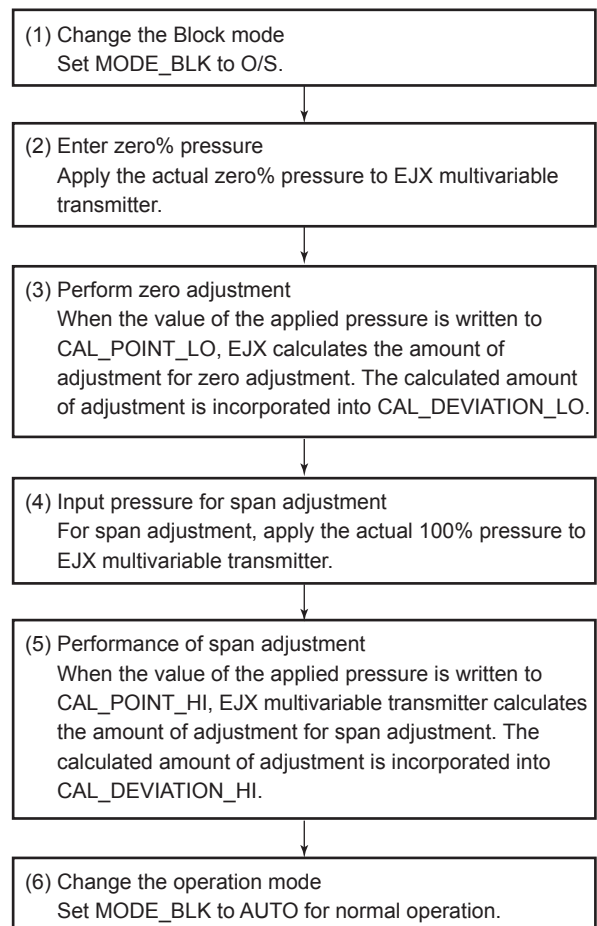 (1) Change the Block mode
Set MODE_BLK to O/S.
(2) Enter zero% pressure
Apply the actual zero% pressure to EJX multivariable
transmitter.
(3) Perform zero adjustment
When the value of the applied pressure is written to
CAL_POINT_LO, EJX calculates the amount of
adjustment for zero adjustment. The calculated amount
of adjustment is incorporated into CAL_DEVIATION_LO.
(4) Input pressure for span adjustment
For span adjustment, apply the actual 100% pressure to
EJX multivariable transmitter.
(5) Performance of span adjustment
When the value of the applied pressure is written to
CAL_POINT_HI, EJX multivariable transmitter calculates
the amount of adjustment for span adjustment. The
calculated amount of adjustment is incorporated into
CAL_DEVIATION_HI.
(6) Change the operation mode
Set MODE_BLK to AUTO for normal operation.